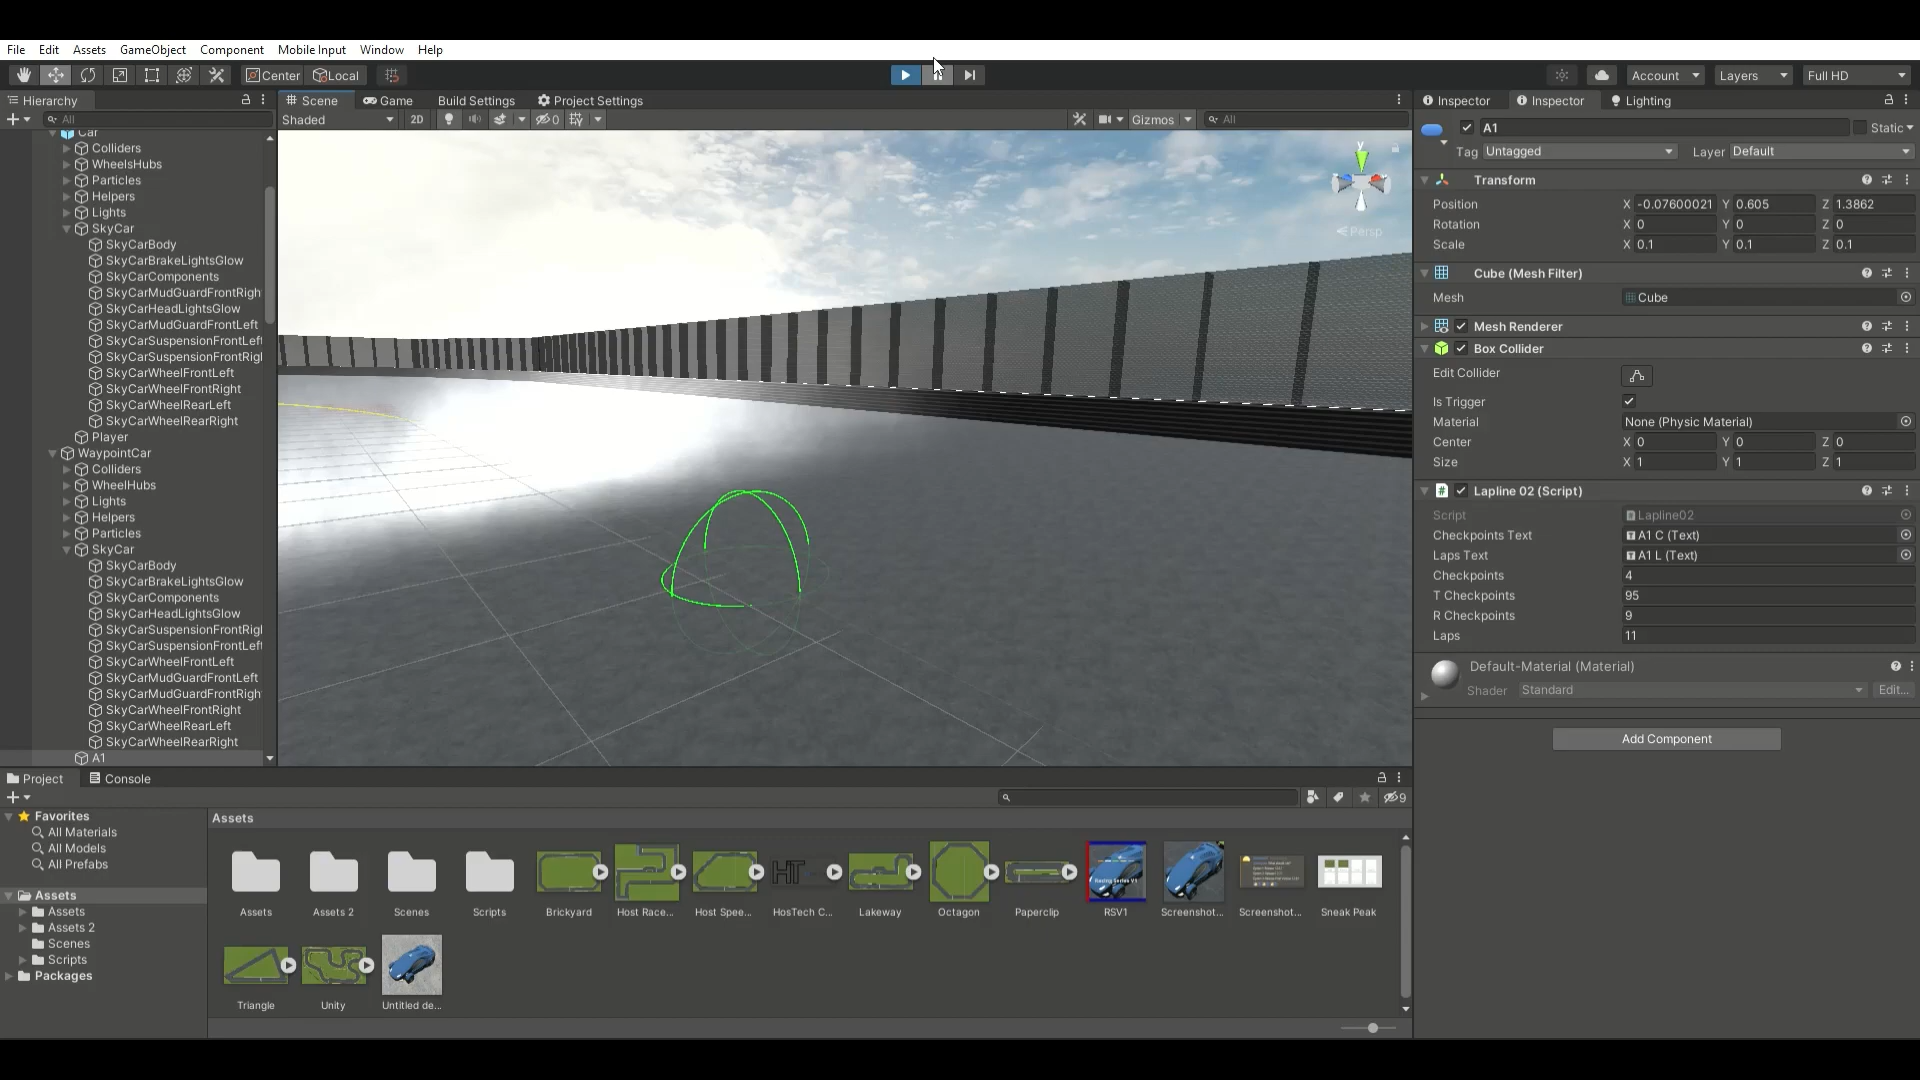 File Edit Assets GameObject Component Mobile Input Window Help
Center Local Account Layers Full HD
Hierarchy Scene Game Build Settings Project Settings Inspector Inspector Lighting
All Shaded 2D 0 Gizmos All
A1 Static
Tag Untagged Layer Default
Transform
Position X -0.07600021 Y 0.605 Z 1.3862
Rotation X 0 Y 0 Z 0
Scale X 0.1 Y 0.1 Z 0.1
Cube (Mesh Filter)
Mesh Cube
Mesh Renderer
Box Collider
Edit Collider
Is Trigger
Material None (Physic Material)
Center X 0 Y 0 Z 0
Size X 1 Y 1 Z 1
Lapline 02 (Script)
Script Lapline02
Checkpoints Text A1 C (Text)
Laps Text A1 L (Text)
Checkpoints 4
T Checkpoints 95
R Checkpoints 9
Laps 11
Default-Material (Material)
Shader Standard Edit...
Add Component
Car
Colliders
WheelsHubs
Particles
Helpers
Lights
SkyCar
SkyCarBody
SkyCarBrakeLightsGlow
SkyCarComponents
SkyCarMudGuardFrontRigh
SkyCarHeadLightsGlow
SkyCarMudGuardFrontLeft
SkyCarSuspensionFrontLeft
SkyCarSuspensionFrontRigh
SkyCarWheelFrontLeft
SkyCarWheelFrontRight
SkyCarWheelRearLeft
SkyCarWheelRearRight
Player
WaypointCar
Colliders
WheelHubs
Lights
Helpers
Particles
SkyCar
SkyCarBody
SkyCarBrakeLightsGlow
SkyCarComponents
SkyCarHeadLightsGlow
SkyCarSuspensionFrontRigh
SkyCarSuspensionFrontLeft
SkyCarWheelFrontLeft
SkyCarMudGuardFrontLeft
SkyCarMudGuardFrontRight
SkyCarWheelFrontRight
SkyCarWheelRearLeft
SkyCarWheelRearRight
A1
y
Persp
Project Console
9
Favorites
All Materials
All Models
All Prefabs
Assets
Assets
Assets 2
Scenes
Scripts
Packages
Assets
Assets Assets 2 Scenes Scripts Brickyard Host Race... Host Spee... HosTech C... Lakeway Octagon Paperclip RSV1 Screenshot... Screenshot... Sneak Peak
Triangle Unity Untitled de...